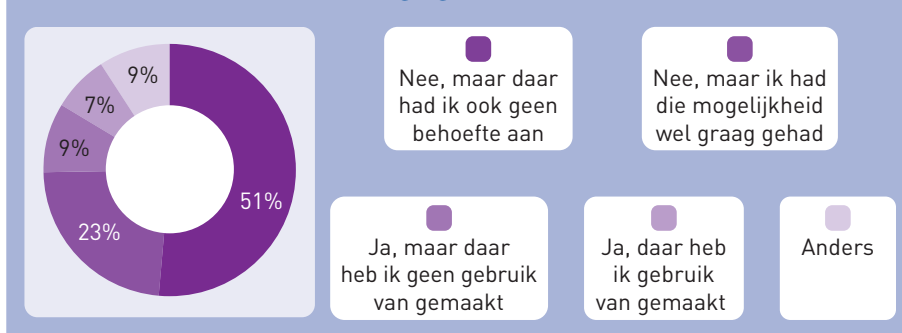 9%
7%
9%
23%
51%
Nee, maar daar
had ik ook geen
behoefte aan
Nee, maar ik had
die mogelijkheid
wel graag gehad
Ja, maar daar
heb ik geen gebruik
van gemaakt
Ja, daar heb
ik gebruik
van gemaakt
Anders